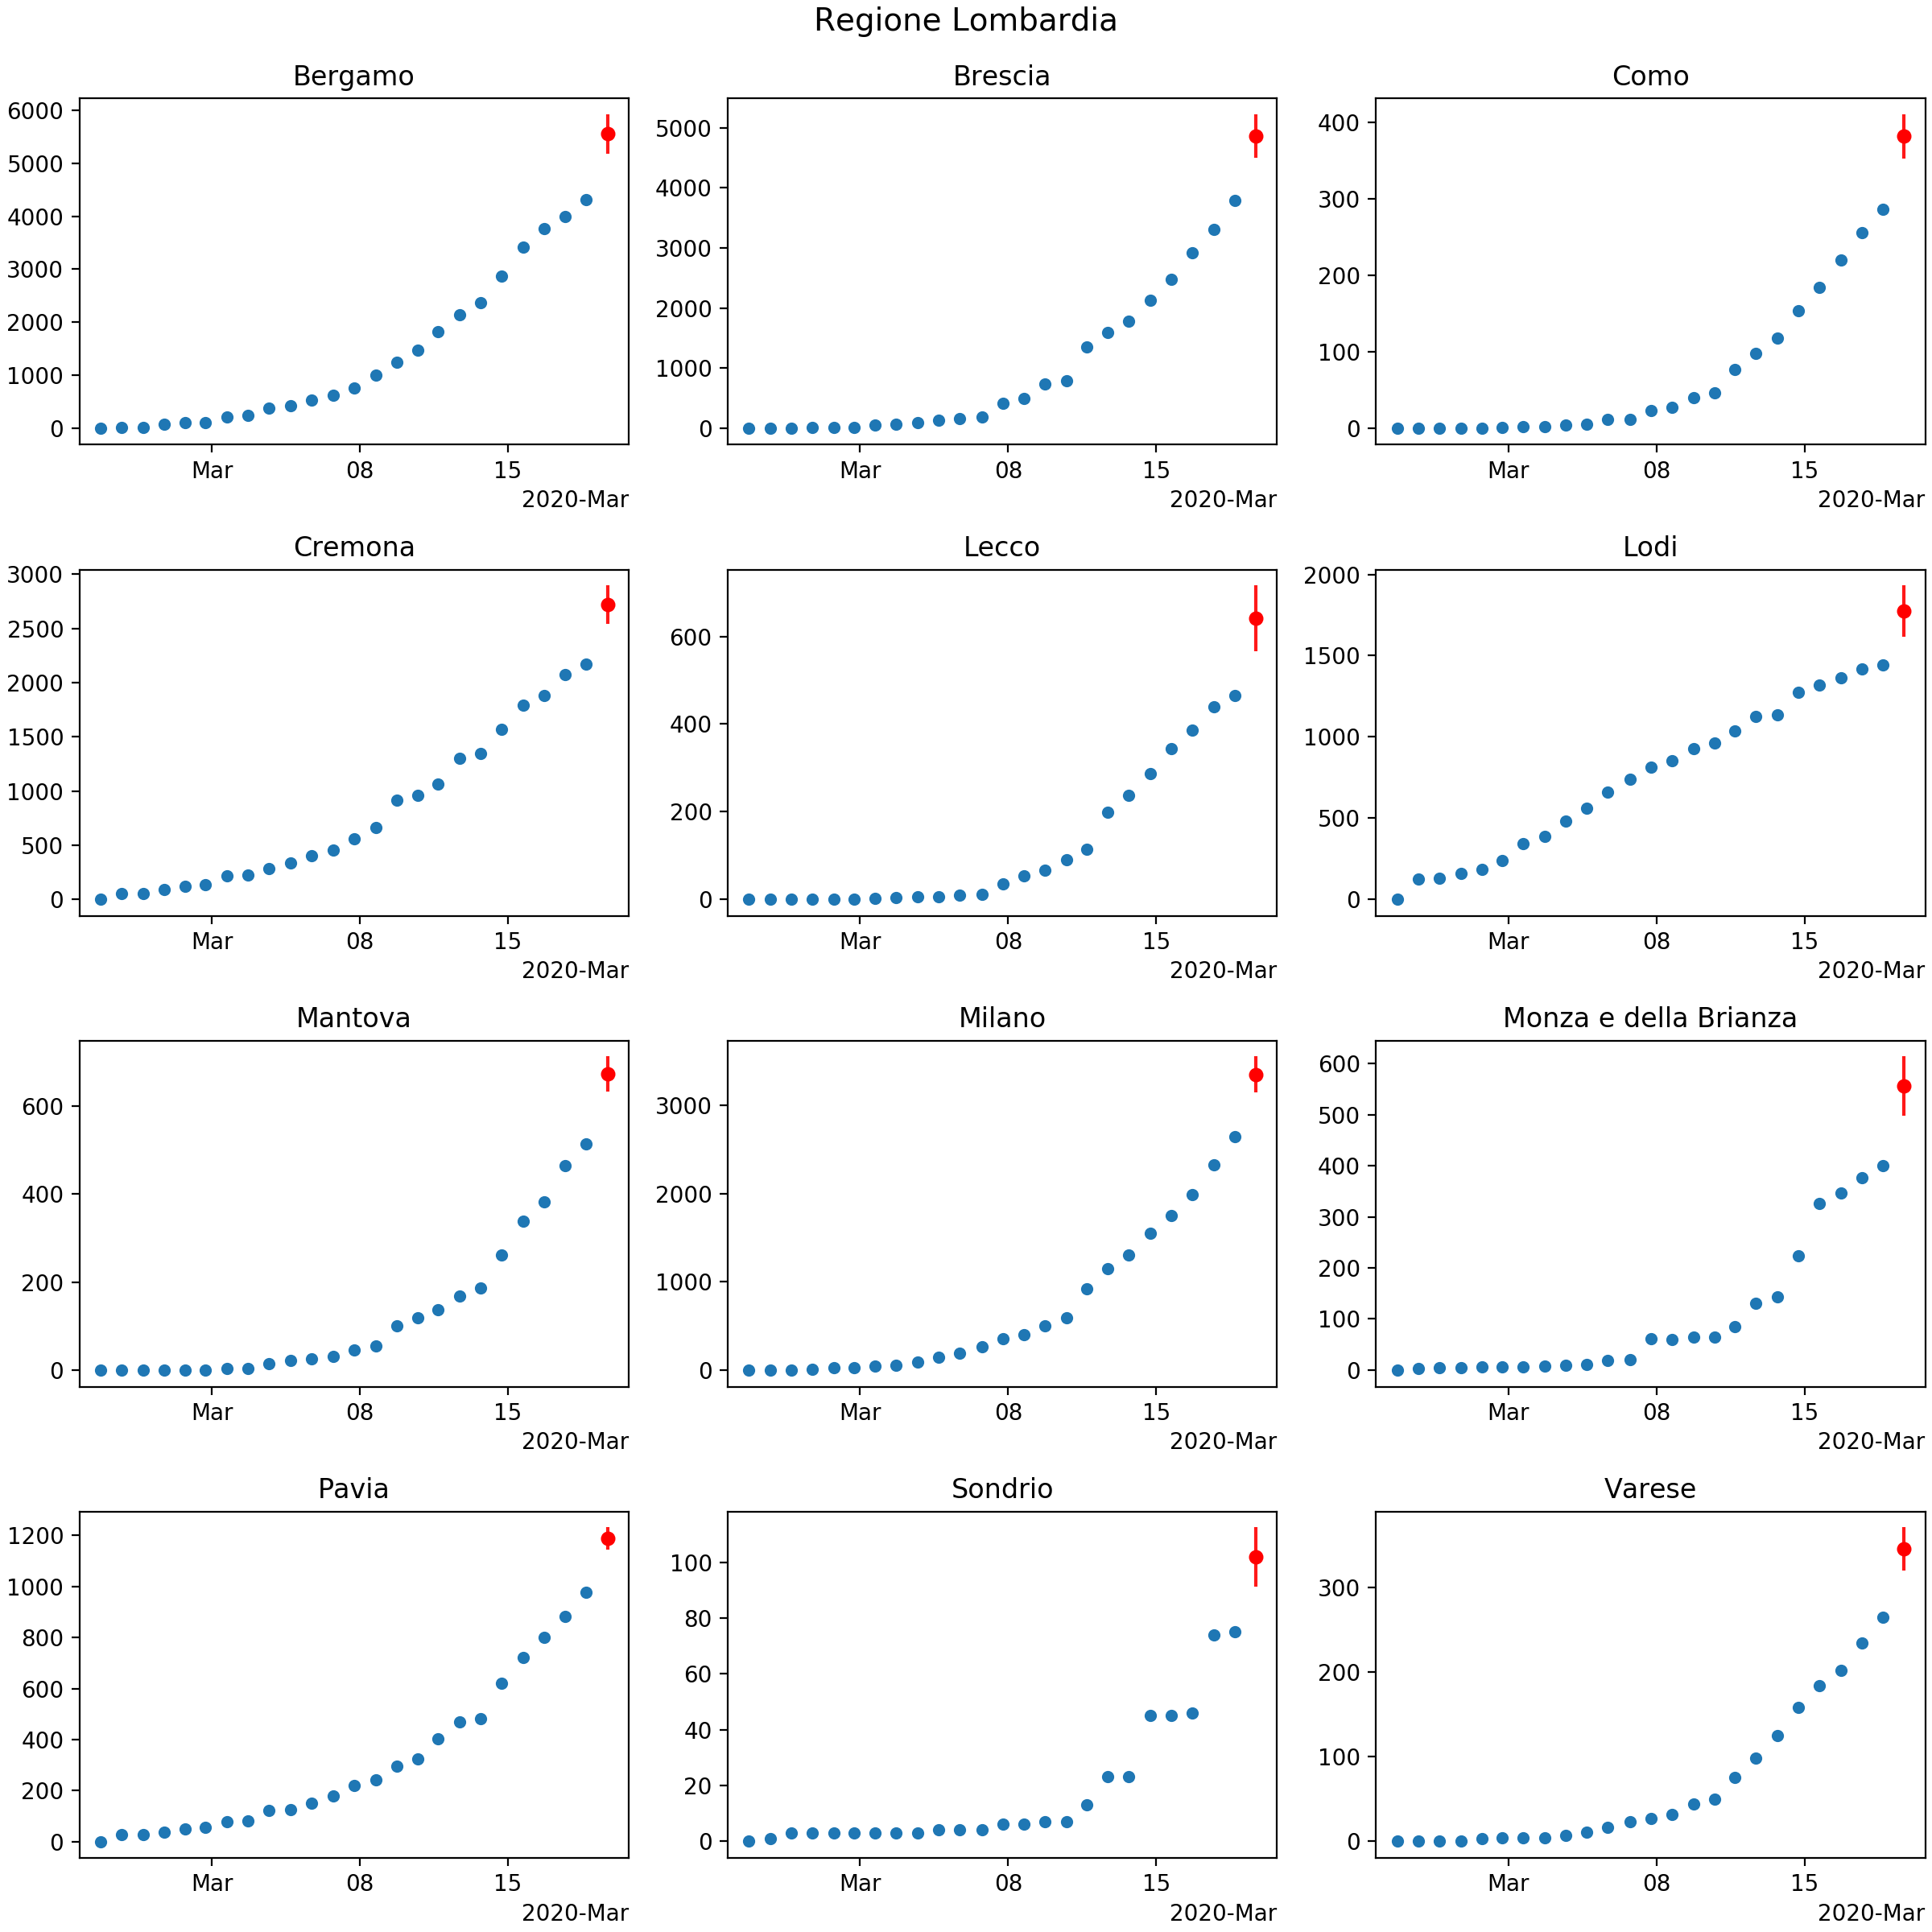 Regione Lombardia
Bergamo
6000
5000
4000
3000
2000
1000
0
Mar 08 15
2020-Mar
Brescia
5000
4000
3000
2000
1000
0
Mar 08 15
2020-Mar
Como
400
300
200
100
0
Mar 08 15
2020-Mar
Cremona
3000
2500
2000
1500
1000
500
0
Mar 08 15
2020-Mar
Lecco
600
400
200
0
Mar 08 15
2020-Mar
Lodi
2000
1500
1000
500
0
Mar 08 15
2020-Mar
Mantova
600
400
200
0
Mar 08 15
2020-Mar
Milano
3000
2000
1000
0
Mar 08 15
2020-Mar
Monza e della Brianza
600
500
400
300
200
100
0
Mar 08 15
2020-Mar
Pavia
1200
1000
800
600
400
200
0
Mar 08 15
2020-Mar
Sondrio
100
80
60
40
20
0
Mar 08 15
2020-Mar
Varese
300
200
100
0
Mar 08 15
2020-Mar